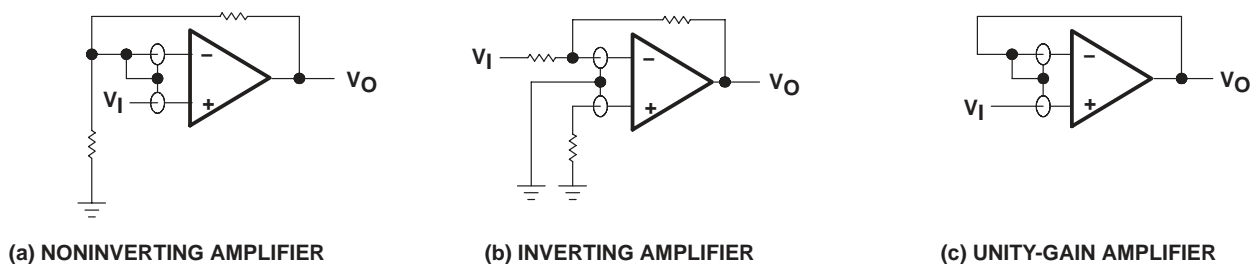 V_I
−
+
V_O
(a) NONINVERTING AMPLIFIER
V_I
−
+
V_O
(b) INVERTING AMPLIFIER
V_I
−
+
V_O
(c) UNITY-GAIN AMPLIFIER